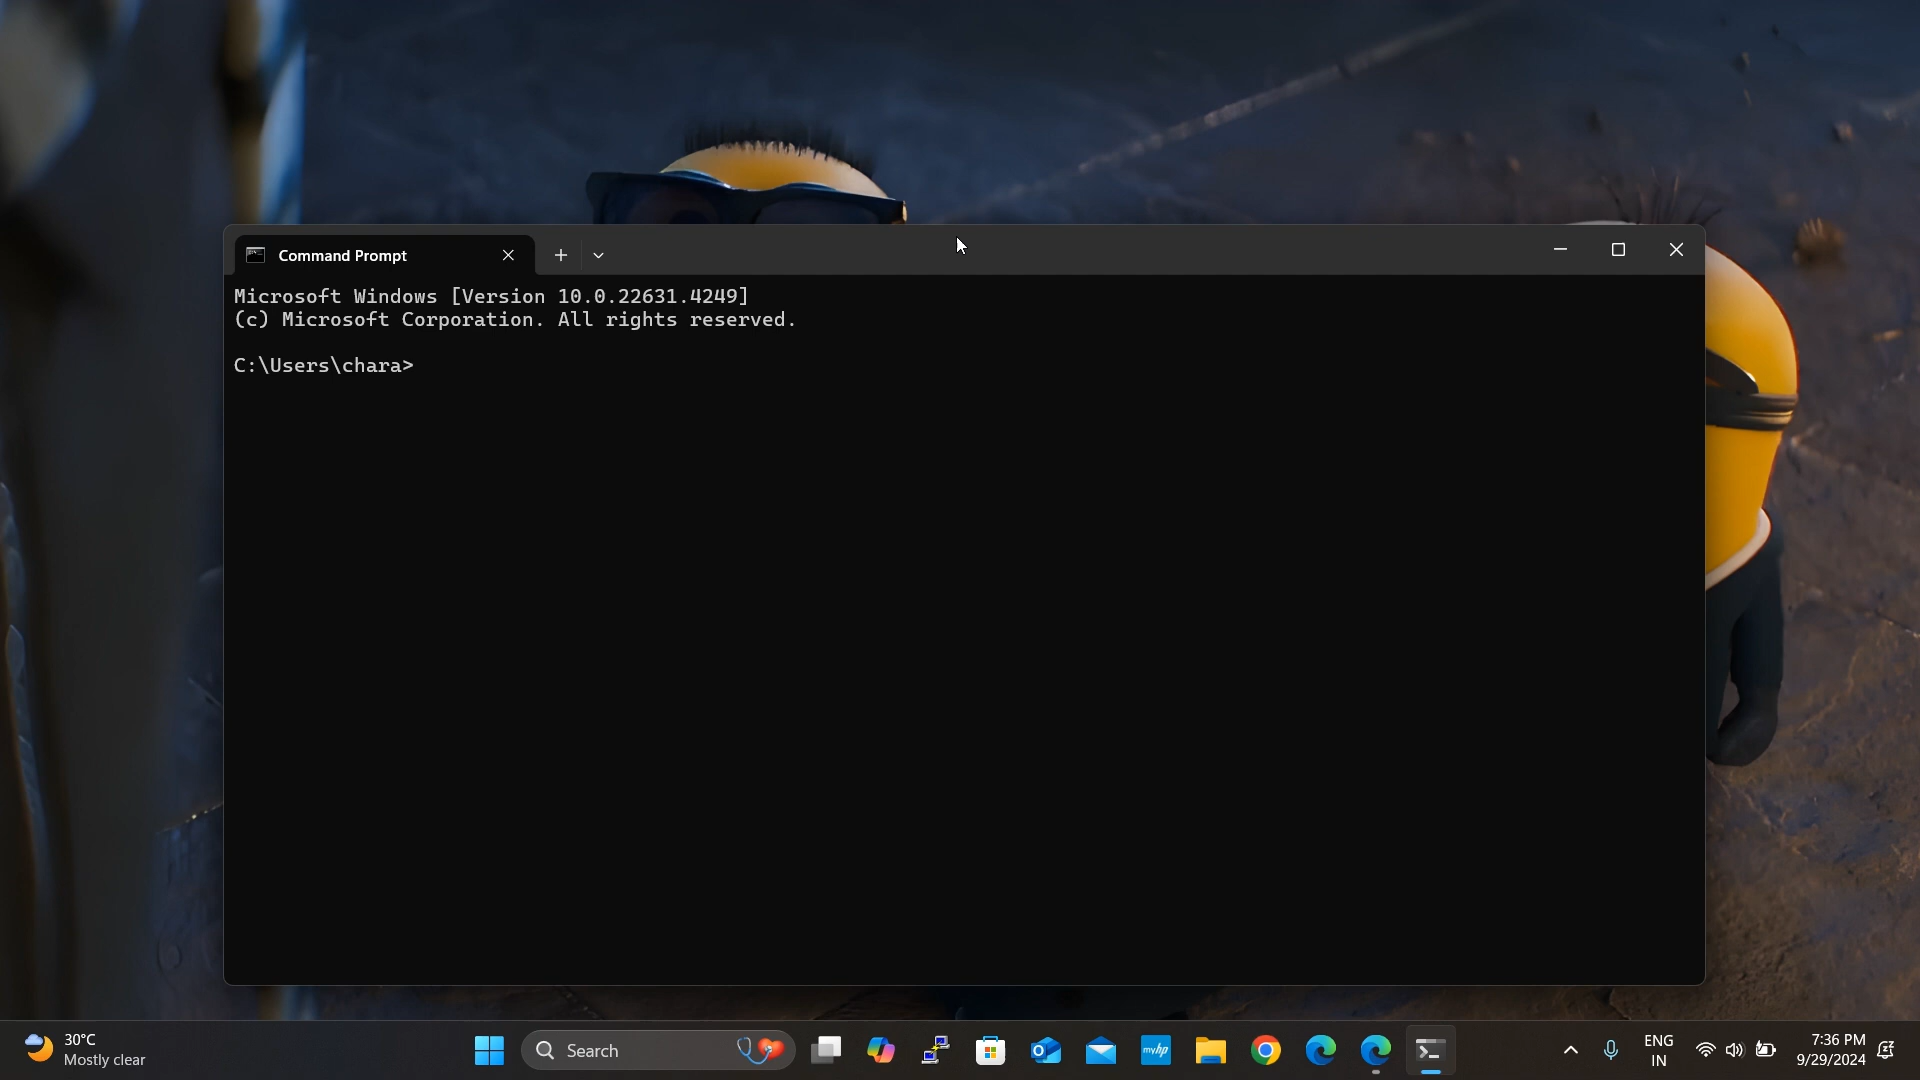 Command Prompt
Microsoft Windows [Version 10.0.22631.4249]
(c) Microsoft Corporation. All rights reserved.
C:\Users\chara>
30°C
Mostly clear
Search
myhp
ENG
IN
7:36 PM
9/29/2024